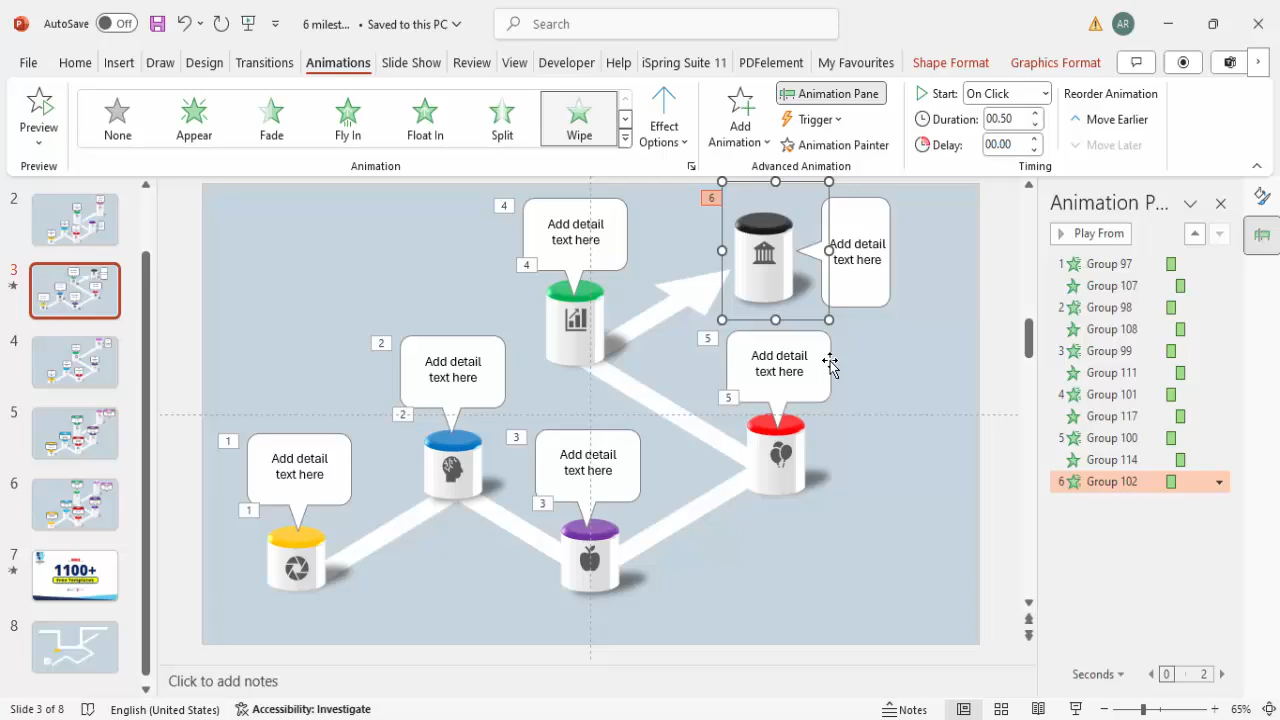 AutoSave Off 6 milest... • Saved to this PC Search AR
File Home Insert Draw Design Transitions Animations Slide Show Review View Developer Help iSpring Suite 11 PDFelement My Favourites Shape Format Graphics Format
Preview
None Appear Fade Fly In Float In Split Wipe
Effect Options
Add Animation
Animation Pane
Trigger
Animation Painter
Start: On Click
Duration: 00.50
Delay: 00.00
Reorder Animation
Move Earlier
Move Later
Preview Animation Advanced Animation Timing
2
3
4
5
6
7
1100+
8
4
Add detail
text here
4
6
Add detail
text here
2
Add detail
text here
2
5
Add detail
text here
5
1
Add detail
text here
1
3
Add detail
text here
3
Animation P...
Play From
1 Group 97
Group 107
2 Group 98
Group 108
3 Group 99
Group 111
4 Group 101
Group 117
5 Group 100
Group 114
6 Group 102
Seconds 0 2
Click to add notes
Slide 3 of 8 English (United States) Accessibility: Investigate Notes 65%